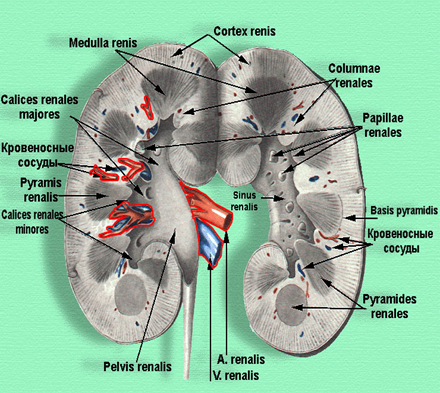 Cortex renis
Medulla renis
Columnae
renales
Calices renales
majores
Papillae
renales
Кровеносные
сосуды
Pyramis
renalis
Sinus
renalis
Basis pyramidis
Calices renales
minores
Кровеносные
сосуды
Pyramides
renales
Pelvis renalis
A. renalis
V. renalis